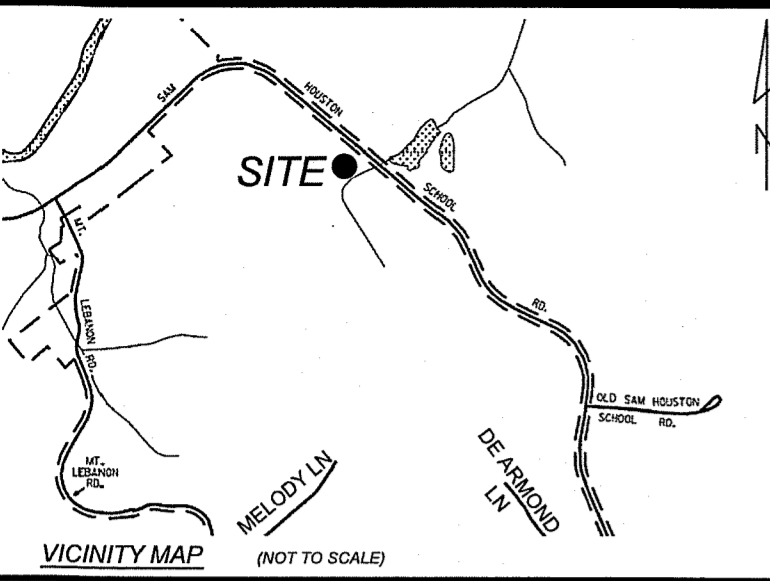 SAM
HOUSTON
SITE
SCHOOL
N
MT.
LEBANON
RD.
RD.
OLD SAM HOUSTON
SCHOOL RD.
MT.
LEBANON
RD.
MELODY LN
DE ARMOND
LN
VICINITY MAP
(NOT TO SCALE)